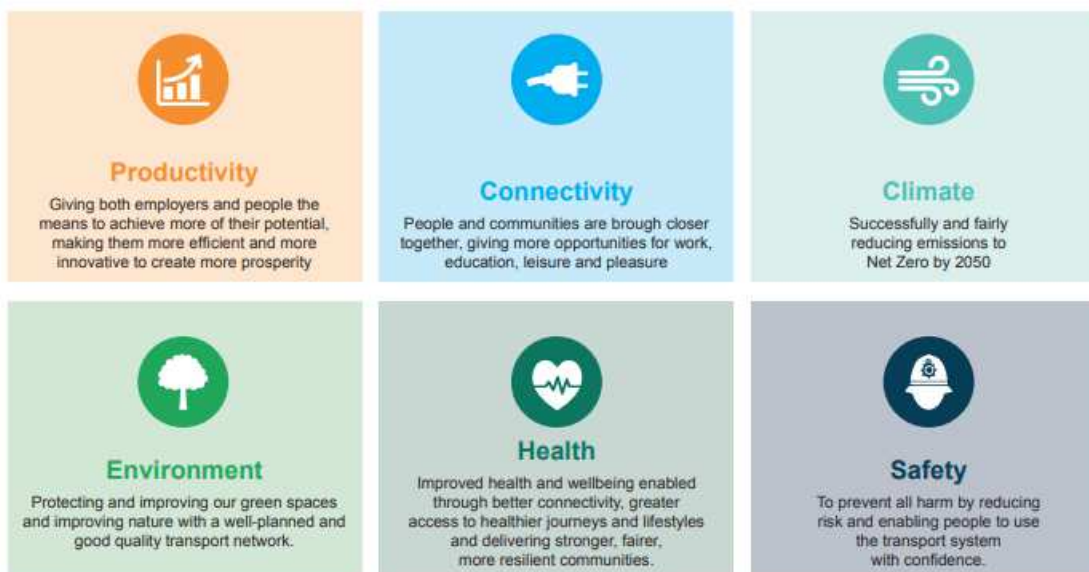 Productivity
Giving both employers and people the
means to achieve more of their potential,
making them more efficient and more
innovative to create more prosperity
Connectivity
People and communities are brough closer
together, giving more opportunities for work,
education, leisure and pleasure
Climate
Successfully and fairly
reducing emissions to
Net Zero by 2050
Environment
Protecting and improving our green spaces
and improving nature with a well-planned and
good quality transport network.
Health
Improved health and wellbeing enabled
through better connectivity, greater
access to healthier journeys and lifestyles
and delivering stronger, fairer,
more resilient communities.
Safety
To prevent all harm by reducing
risk and enabling people to use
the transport system
with confidence.